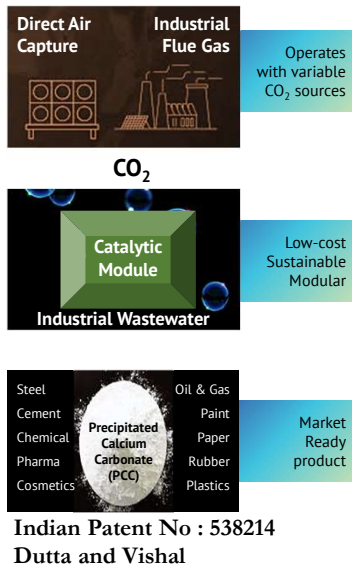 Direct Air
Capture
Industrial
Flue Gas
Operates
with variable
CO₂ sources
CO₂
Catalytic
Module
Industrial Wastewater
Low-cost
Sustainable
Modular
Steel
Cement
Chemical
Pharma
Cosmetics
Precipitated
Calcium
Carbonate
(PCC)
Oil & Gas
Paint
Paper
Rubber
Plastics
Market
Ready
product
Indian Patent No : 538214
Dutta and Vishal